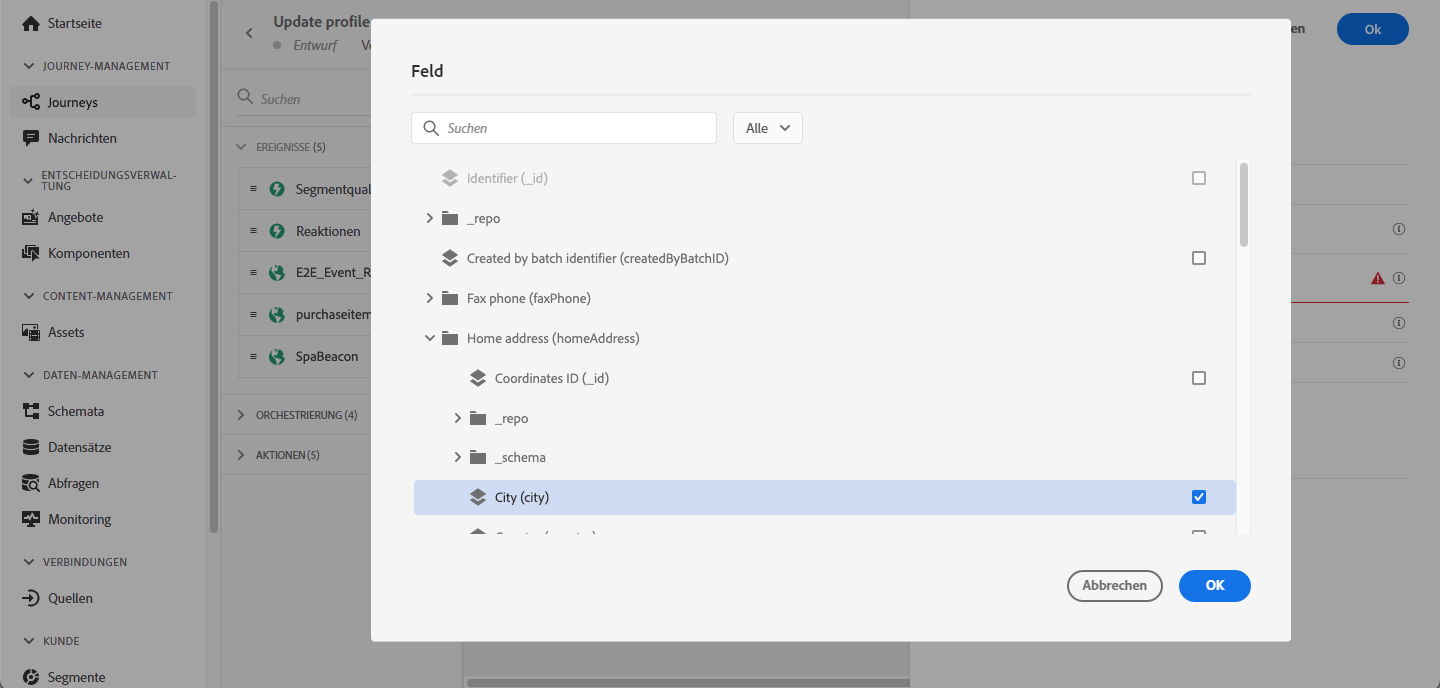 Startseite
JOURNEY-MANAGEMENT
Journeys
Nachrichten
ENTSCHEIDUNGSVERWAL-
TUNG
Angebote
Komponenten
CONTENT-MANAGEMENT
Assets
DATEN-MANAGEMENT
Schemata
Datensätze
Abfragen
Monitoring
VERBINDUNGEN
Quellen
KUNDE
Segmente
Update profile
Entwurf
Suchen
EREIGNISSE (5)
Segmentqual
Reaktionen
E2E_Event_R
purchaseitem
SpaBeacon
ORCHESTRIERUNG (4)
AKTIONEN (5)
en
Ok
Feld
Suchen
Alle
Identifier (_id)
_repo
Created by batch identifier (createdByBatchID)
Fax phone (faxPhone)
Home address (homeAddress)
Coordinates ID (_id)
_repo
_schema
City (city)
Abbrechen
OK